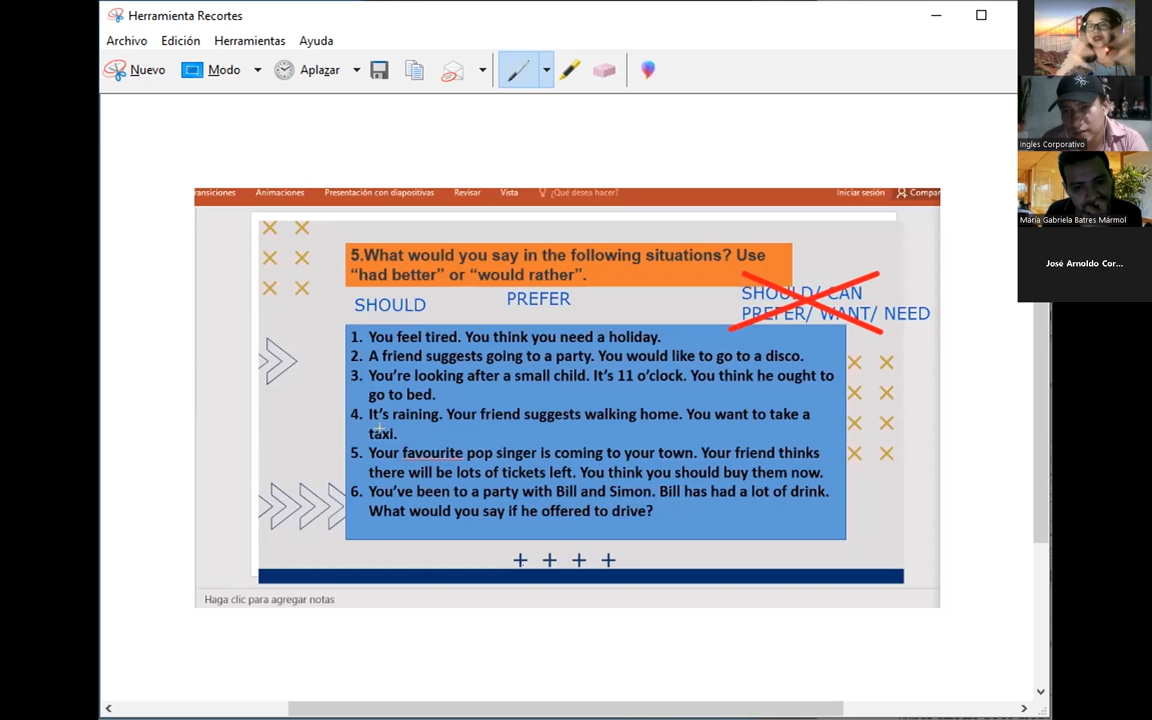 Herramienta Recortes
Archivo Edición Herramientas Ayuda
Nuevo Modo Aplazar
Ingles Corporativo
María Gabriela Batres Mármol
José Arnoldo Cor...
ansiciones Animaciones Presentación con diapositivas Revisar Vista ¿Qué desea hacer? Iniciar sesión Compar
5.What would you say in the following situations? Use
“had better” or “would rather”.
SHOULD PREFER SHOULD/ CAN
PREFER/ WANT/ NEED
1. You feel tired. You think you need a holiday.
2. A friend suggests going to a party. You would like to go to a disco.
3. You’re looking after a small child. It’s 11 o’clock. You think he ought to
go to bed.
4. It’s raining. Your friend suggests walking home. You want to take a
taxi.
5. Your favourite pop singer is coming to your town. Your friend thinks
there will be lots of tickets left. You think you should buy them now.
6. You’ve been to a party with Bill and Simon. Bill has had a lot of drink.
What would you say if he offered to drive?
Haga clic para agregar notas